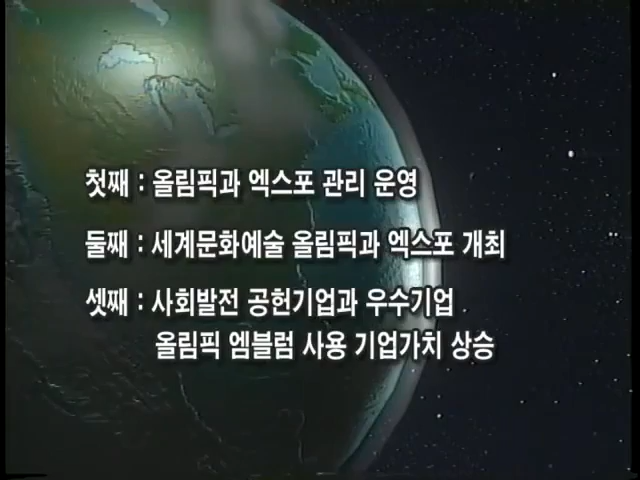 첫째 : 올림픽과 엑스포 관리 운영
둘째 : 세계문화예술 올림픽과 엑스포 개최
셋째 : 사회발전 공헌기업과 우수기업
올림픽 엠블럼 사용 기업가치 상승